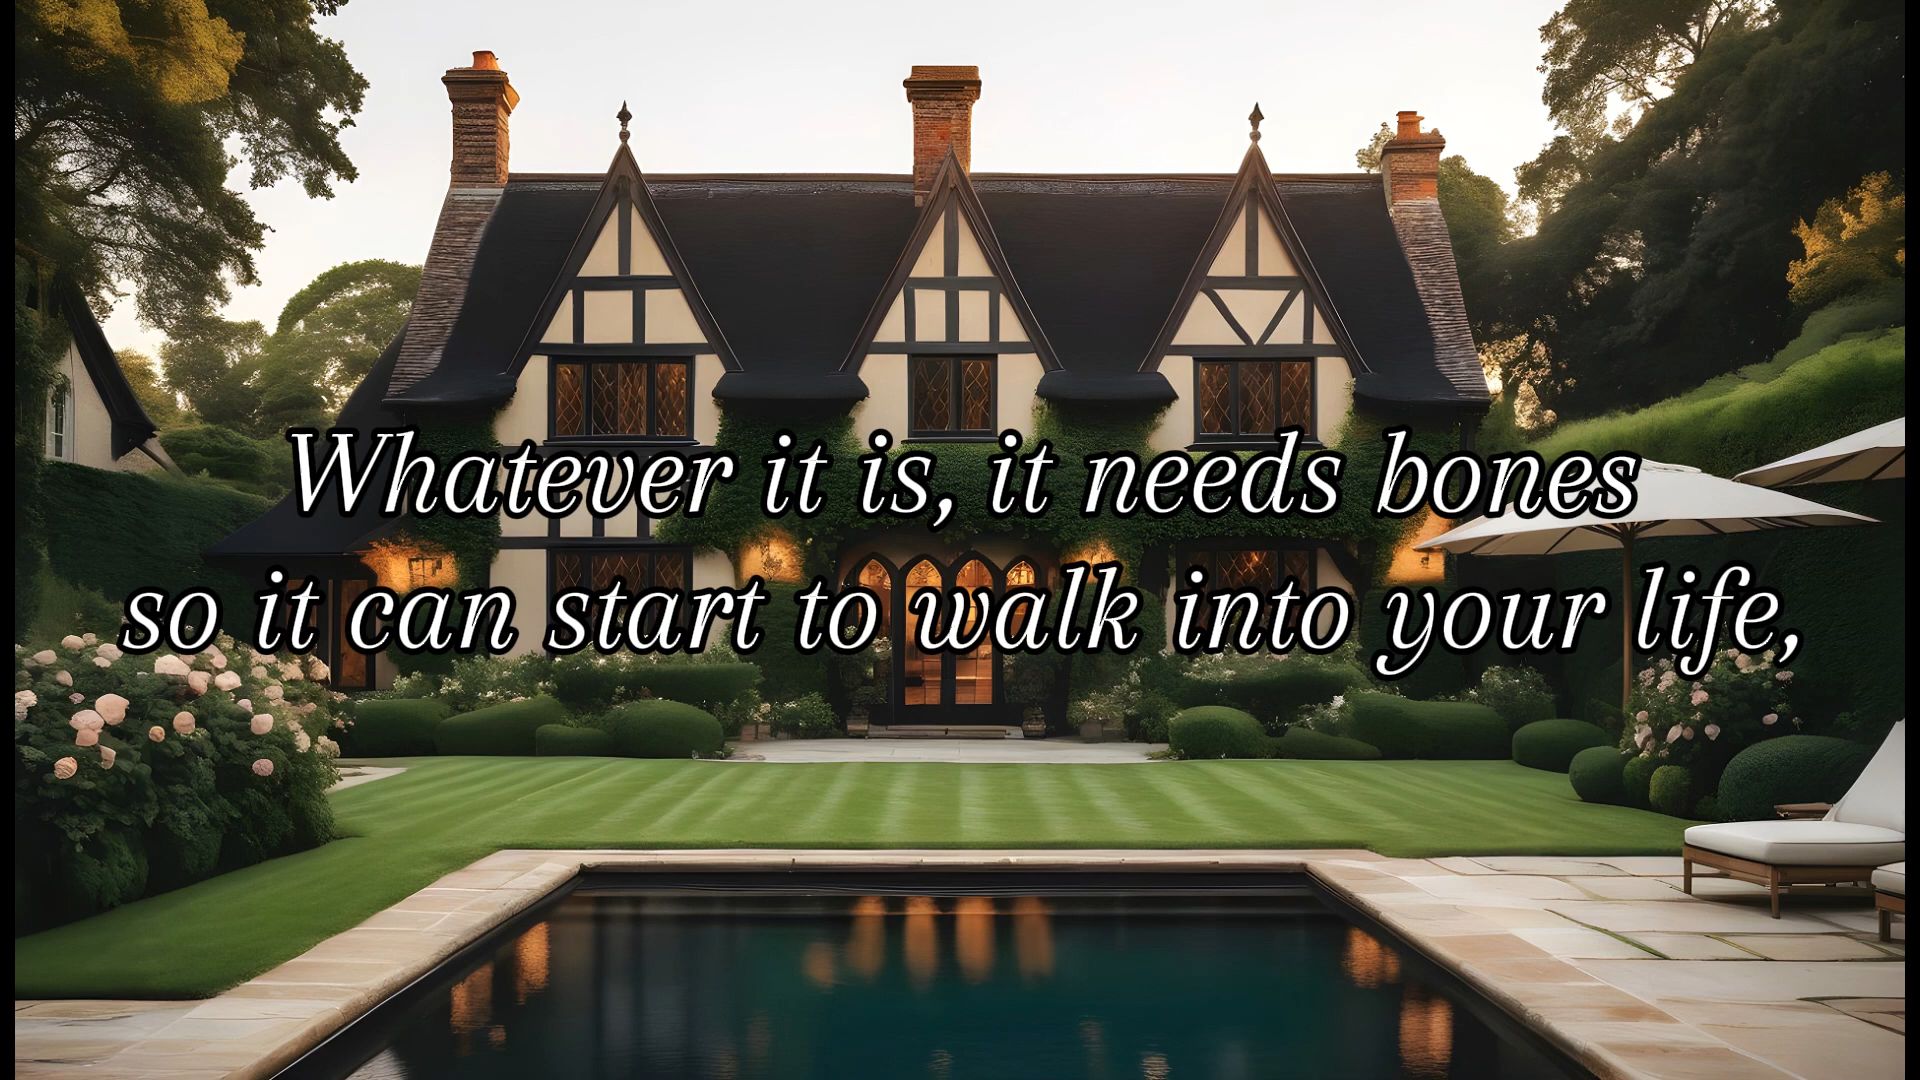 Whatever it is, it needs bones
so it can start to walk into your life,